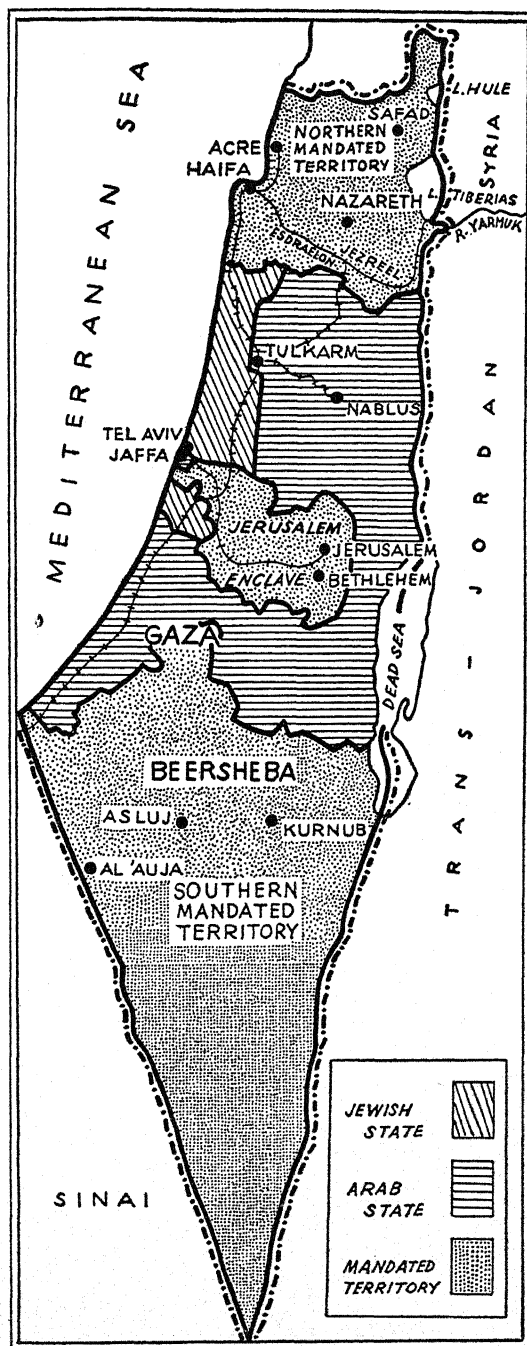 MEDITERRANEAN SEA
L. HULE
SAFAD
ACRE
NORTHERN
MANDATED
TERRITORY
HAIFA
SYRIA
NAZARETH
L. TIBERIAS
R. YARMUK
ESDRAELON
JEZREEL
TULKARM
NABLUS
TEL AVIV
JAFFA
JERUSALEM
ENCLAVE
JERUSALEM
BETHLEHEM
GAZA
DEAD SEA
TRANS - JORDAN
BEERSHEBA
ASLUJ
KURNUB
AL 'AUJA
SOUTHERN
MANDATED
TERRITORY
SINAI
JEWISH
STATE
ARAB
STATE
MANDATED
TERRITORY